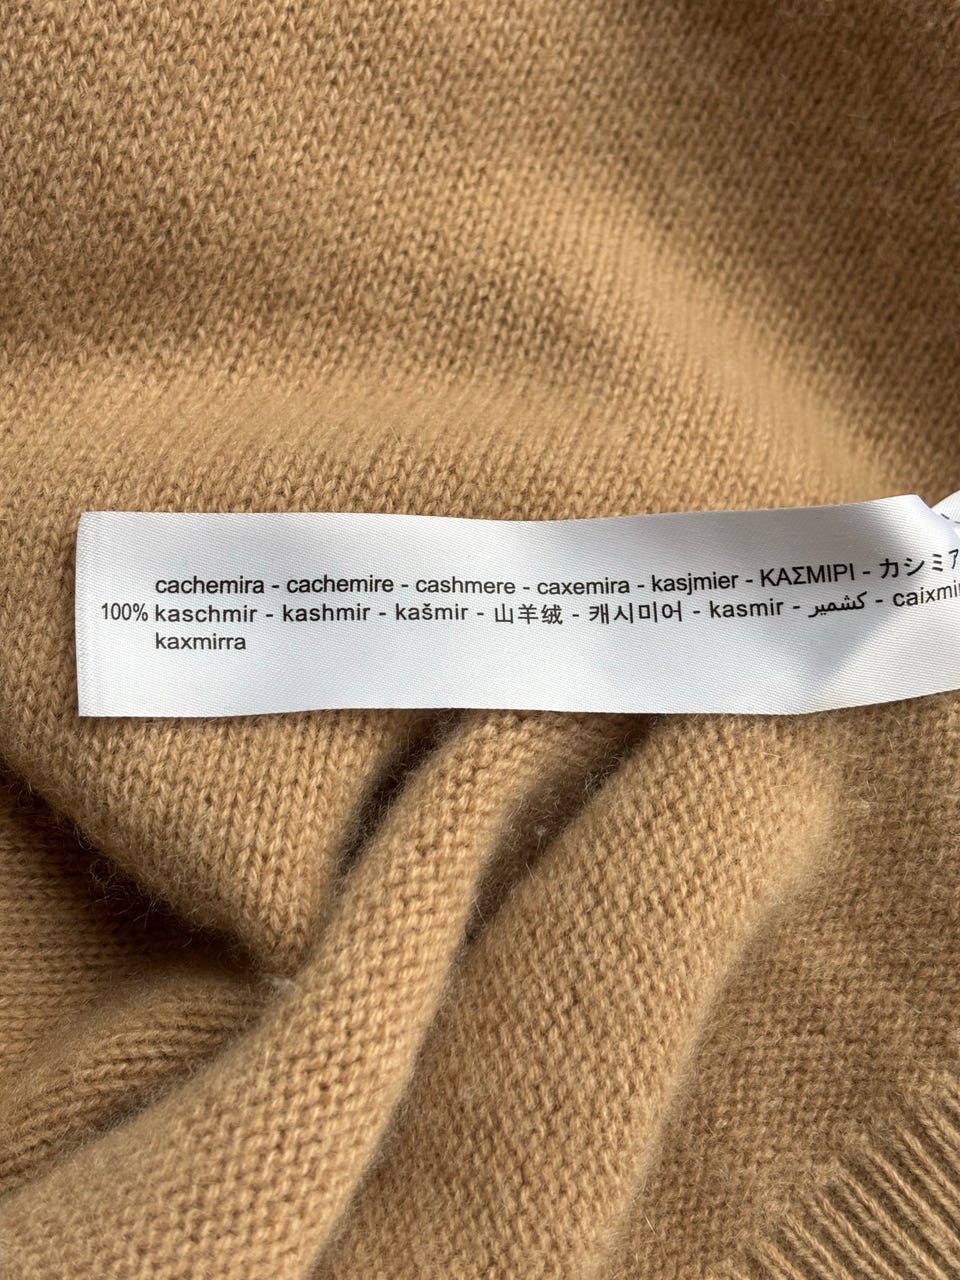 cachemira - cachemire - cashmere - caxemira - kasjmier - ΚΑΣΜΙΡΙ - カシミア
100% kaschmir - kashmir - kašmir - 山羊绒 - 캐시미어 - kasmir - كشمير -
kaxmirra